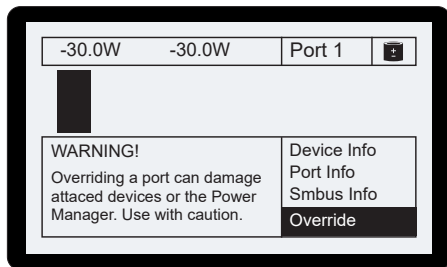 -30.0W -30.0W Port 1
WARNING!
Overriding a port can damage
attaced devices or the Power
Manager. Use with caution.
Device Info
Port Info
Smbus Info
Override